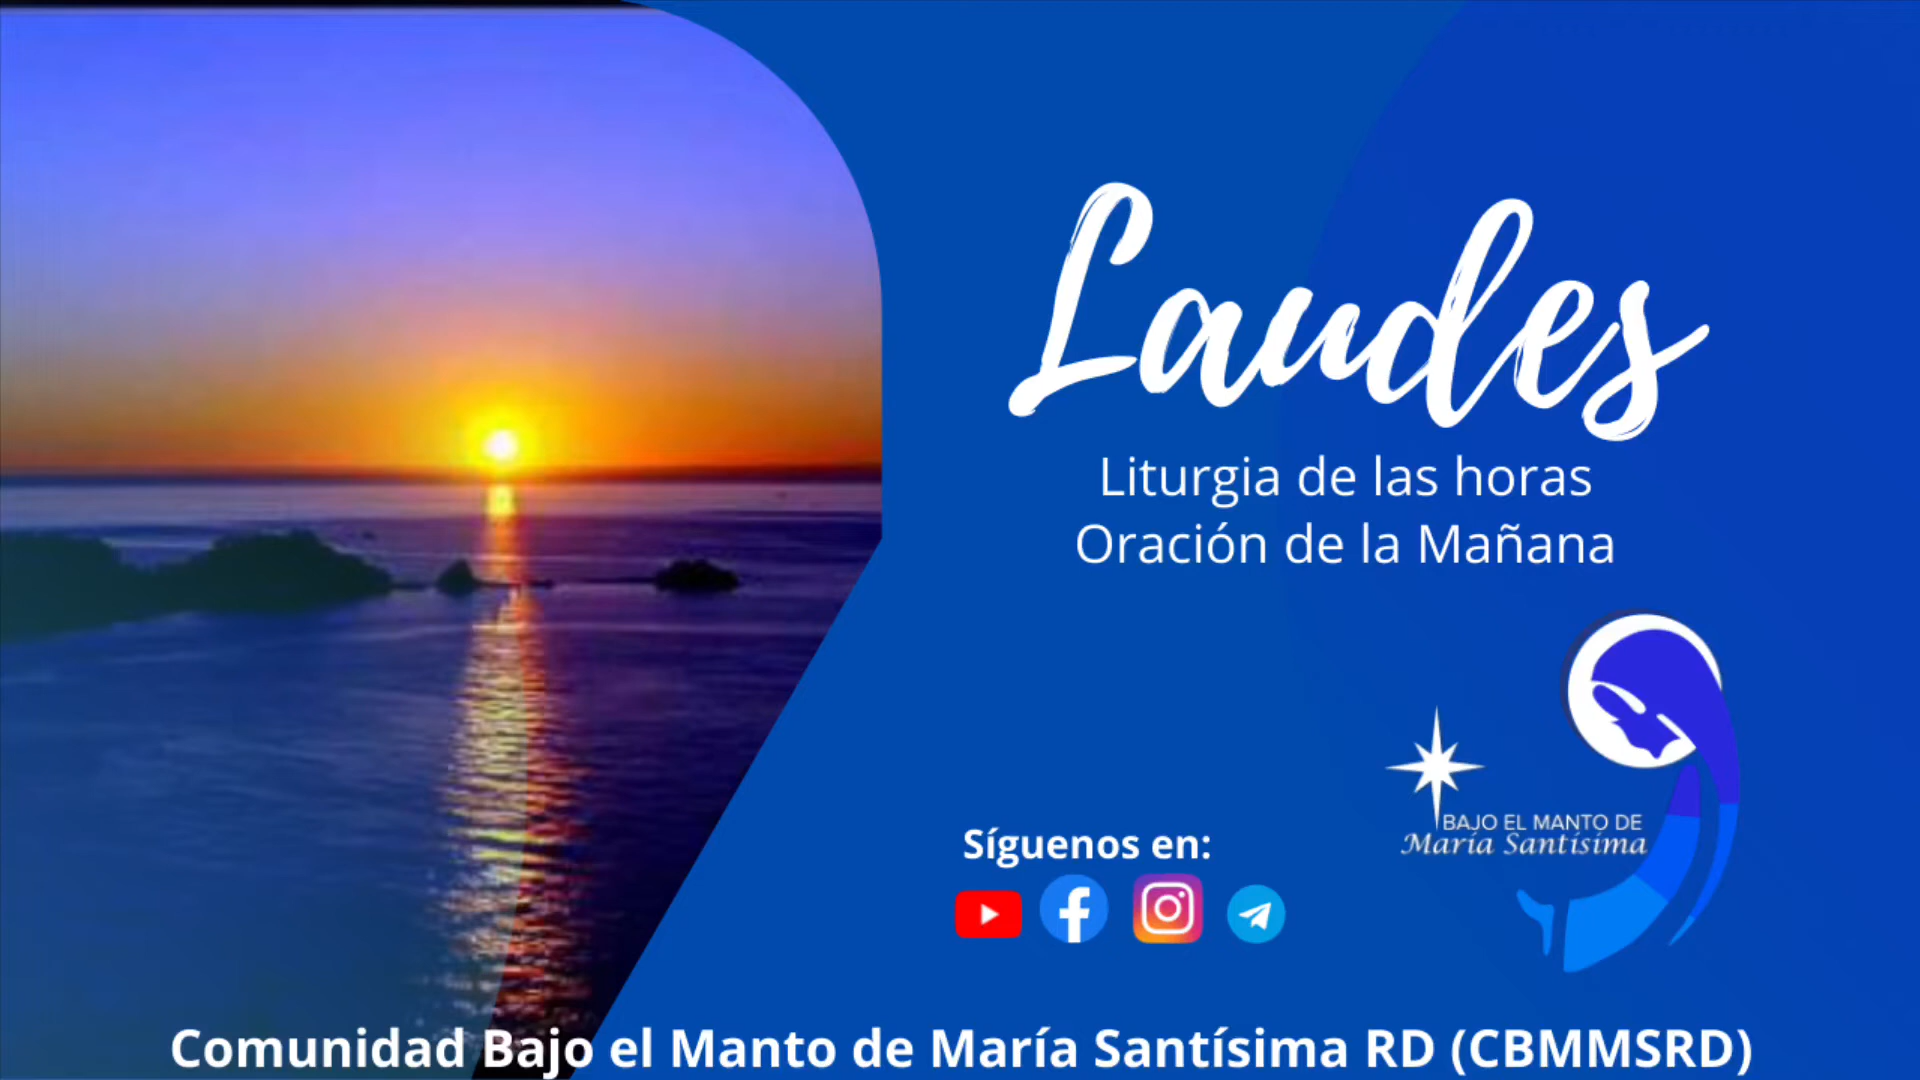 Laudes
Liturgia de las horas
Oración de la Mañana
BAJO EL MANTO DE
María Santísima
Síguenos en:
Comunidad Bajo el Manto de María Santísima RD (CBMMSRD)